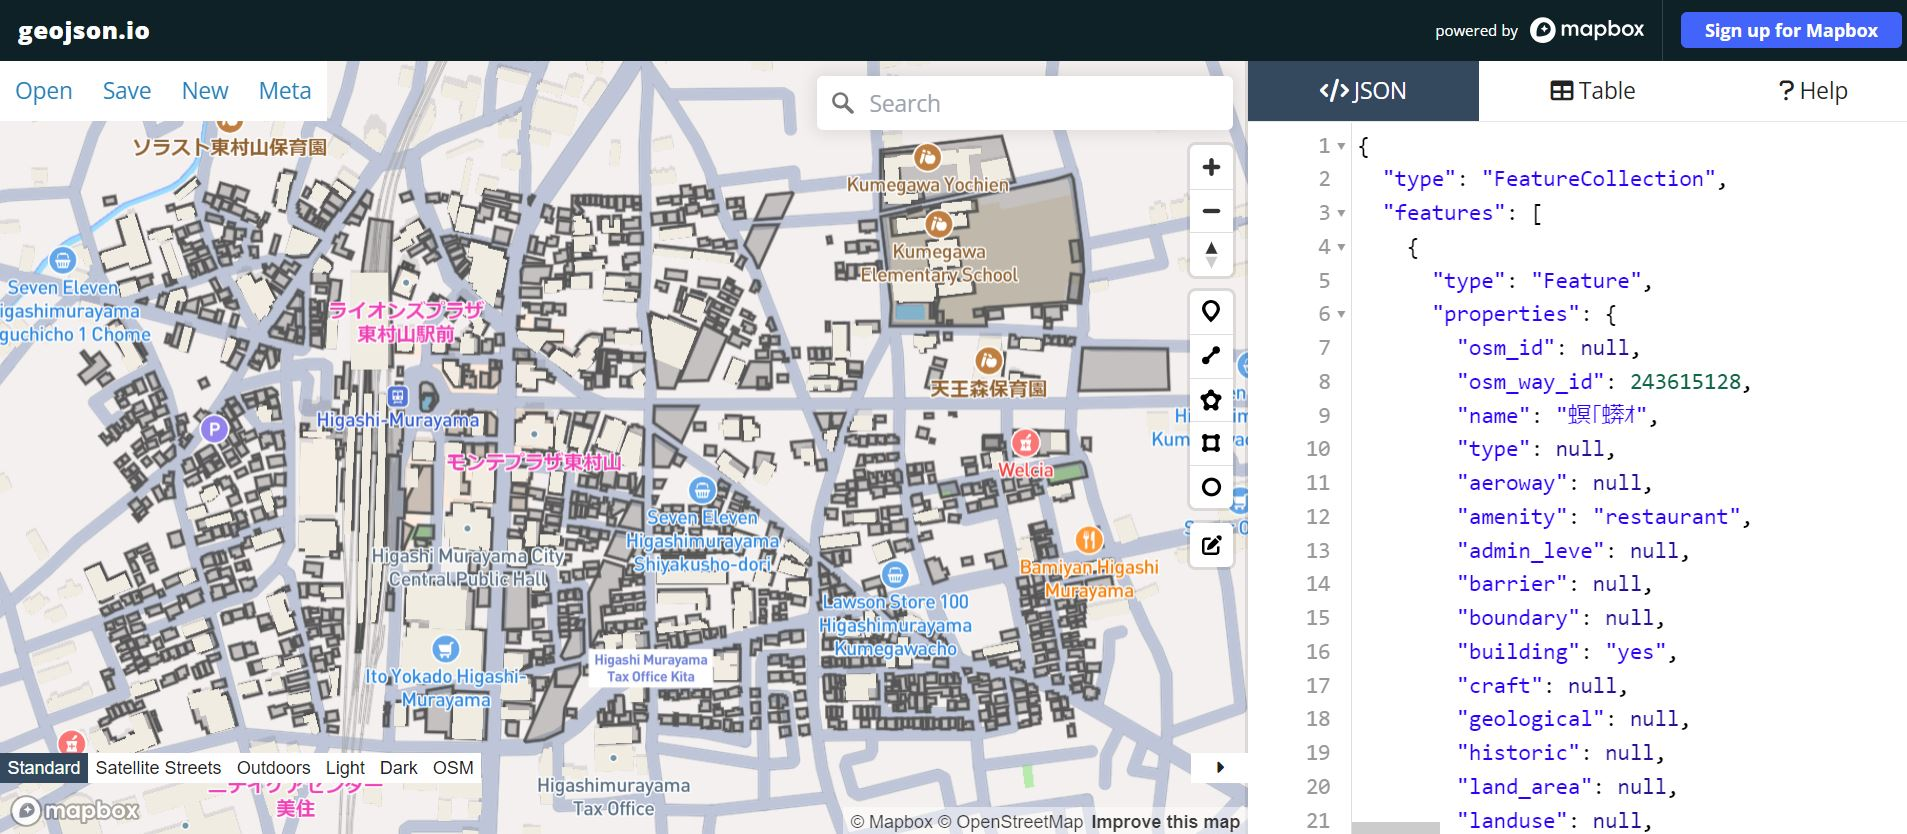 geojson.io
powered by mapbox
Sign up for Mapbox
Open Save New Meta
Search
</>JSON
Table
? Help
ソラスト東村山保育園
Kumegawa Yochien
Kumegawa
Elementary School
Seven Eleven
igashimurayama
guchicho 1 Chome
ライオンズプラザ
東村山駅前
天王森保育園
Higashi-Murayama
P
モンテプラザ東村山
Welcia
Seven Eleven
Higashimurayama
Shiyakusho-dori
Higashi Murayama City
Central Public Hall
Bamiyan Higashi
Murayama
Lawson Store 100
Higashimurayama
Kumegawacho
Higashi Murayama
Tax Office Kita
Ito Yokado Higashi-
Murayama
Standard Satellite Streets Outdoors Light Dark OSM
Higashimurayama
Tax Office
美住
mapbox
© Mapbox © OpenStreetMap Improve this map
1 {
2 "type": "FeatureCollection",
3 "features": [
4 {
5 "type": "Feature",
6 "properties": {
7 "osm_id": null,
8 "osm_way_id": 243615128,
9 "name": "螟｢蠎ｵ",
10 "type": null,
11 "aeroway": null,
12 "amenity": "restaurant",
13 "admin_leve": null,
14 "barrier": null,
15 "boundary": null,
16 "building": "yes",
17 "craft": null,
18 "geological": null,
19 "historic": null,
20 "land_area": null,
21 "landuse": null,